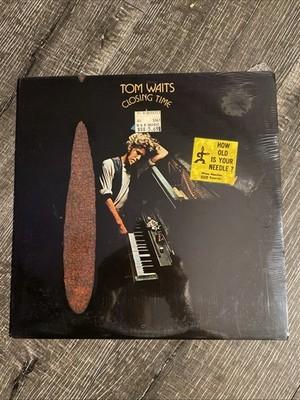 TOM WAITS
CLOSING TIME
HOW
OLD
IS YOUR
NEEDLE?